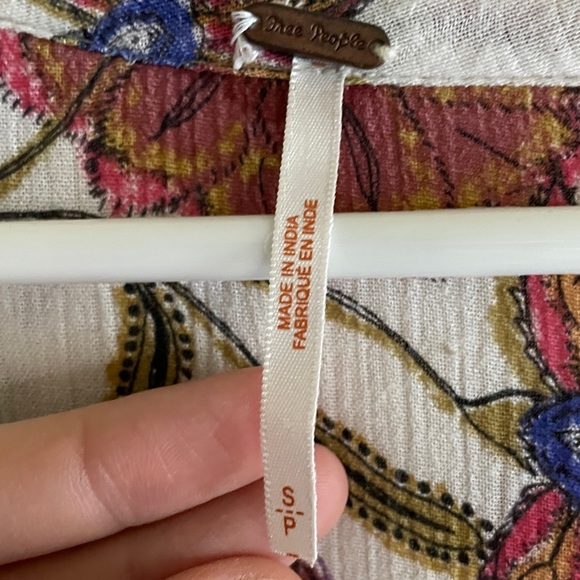 Free People
MADE IN INDIA
FABRIQUÉ EN INDE
S¦P